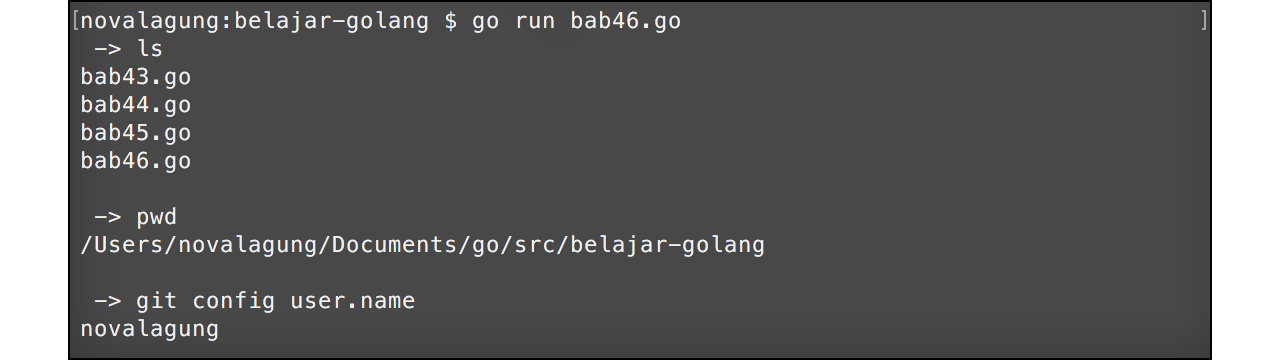 [novalagung:belajar-golang $ go run bab46.go ]
 -> ls
bab43.go
bab44.go
bab45.go
bab46.go

 -> pwd
/Users/novalagung/Documents/go/src/belajar-golang

 -> git config user.name
novalagung